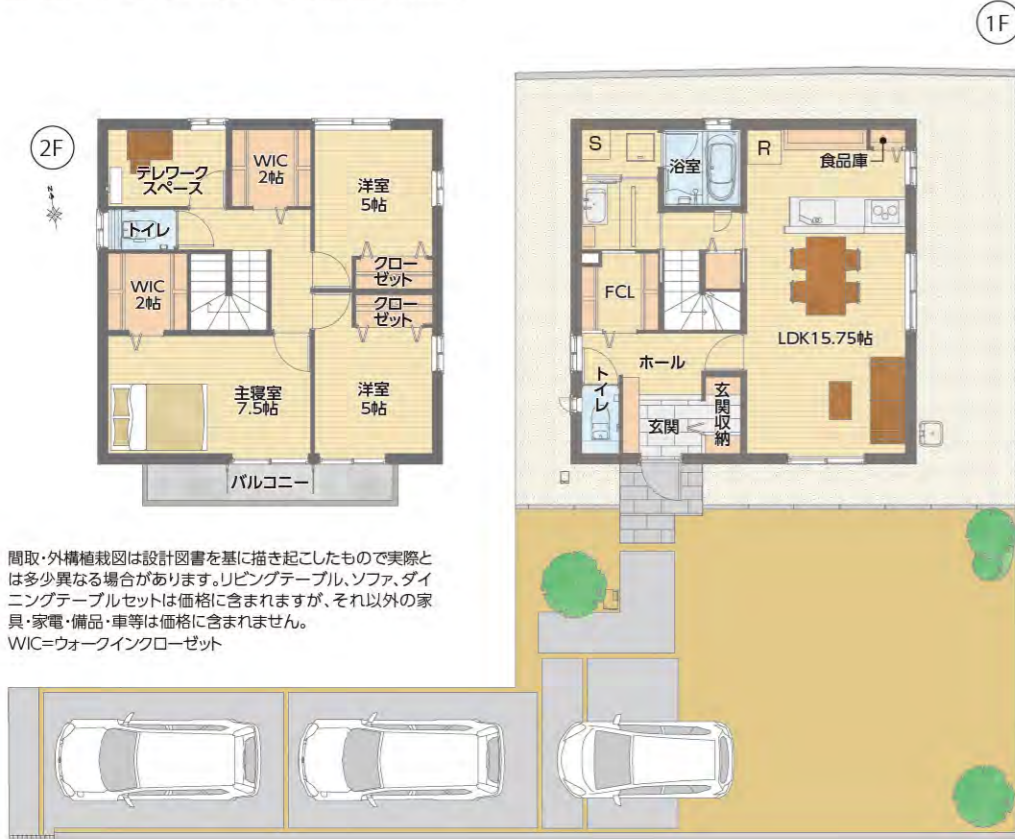 1F
2F
N
テレワーク
スペース
WIC
2帖
洋室
5帖
トイレ
クロー
ゼット
WIC
2帖
クロー
ゼット
主寝室
7.5帖
洋室
5帖
バルコニー
S
浴室
R
食品庫
FCL
LDK15.75帖
ホール
トイレ
玄関
玄関収納
間取・外構植栽図は設計図書を基に描き起こしたもので実際と
は多少異なる場合があります。リビングテーブル、ソファ、ダイ
ニングテーブルセットは価格に含まれますが、それ以外の家
具・家電・備品・車等は価格に含まれません。
WIC=ウォークインクローゼット